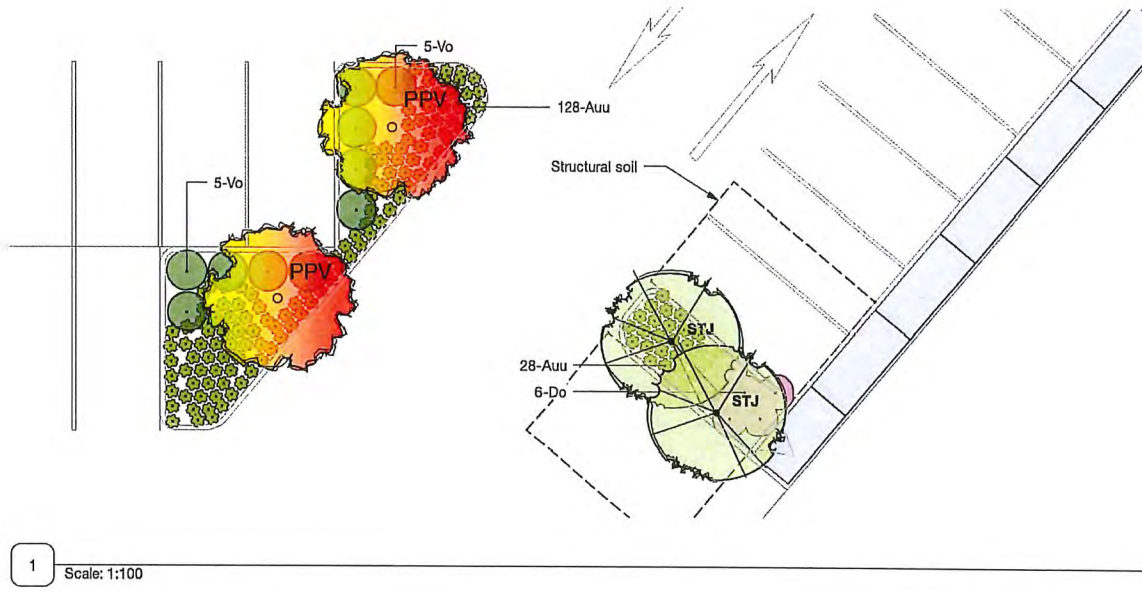 5-Vo
PPV
128-Auu
Structural soil
5-Vo
PPV
STJ
28-Auu
6-Do
STJ
1
Scale: 1:100